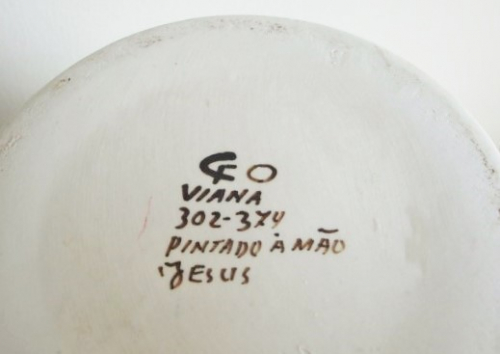 VIANA
302-374
PINTADO À MÃO
JESUS